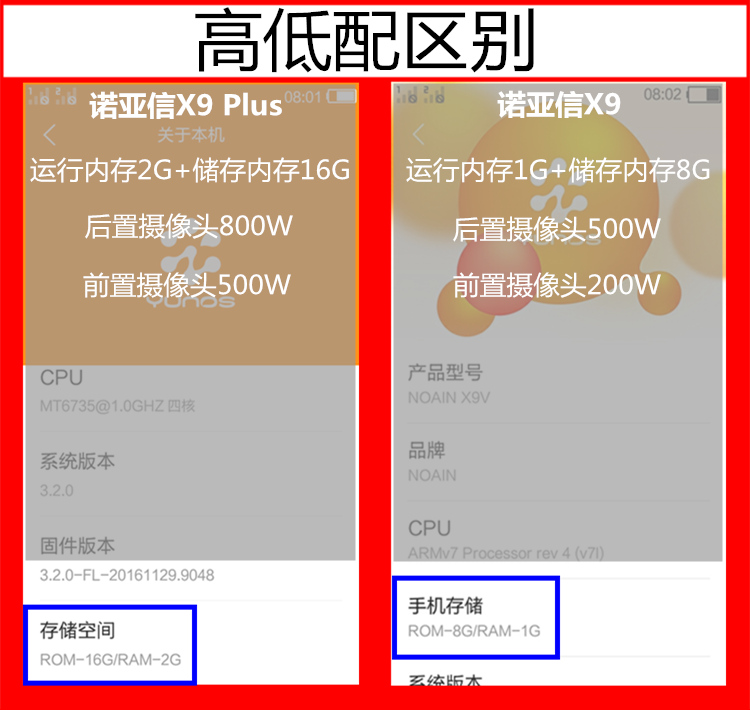 高低配区别
1 2 08:01
诺亚信X9 Plus
关于本机
运行内存2G+储存内存16G
后置摄像头800W
前置摄像头500W
YUNOS
CPU
MT6735@1.0GHZ 四核
系统版本
3.2.0
固件版本
3.2.0-FL-20161129.9048
存储空间
ROM-16G/RAM-2G
1 2 08:02
诺亚信X9
运行内存1G+储存内存8G
后置摄像头500W
YUNOS
前置摄像头200W
产品型号
NOAIN X9V
品牌
NOAIN
CPU
ARMv7 Processor rev 4 (v7l)
手机存储
ROM-8G/RAM-1G
系统版本